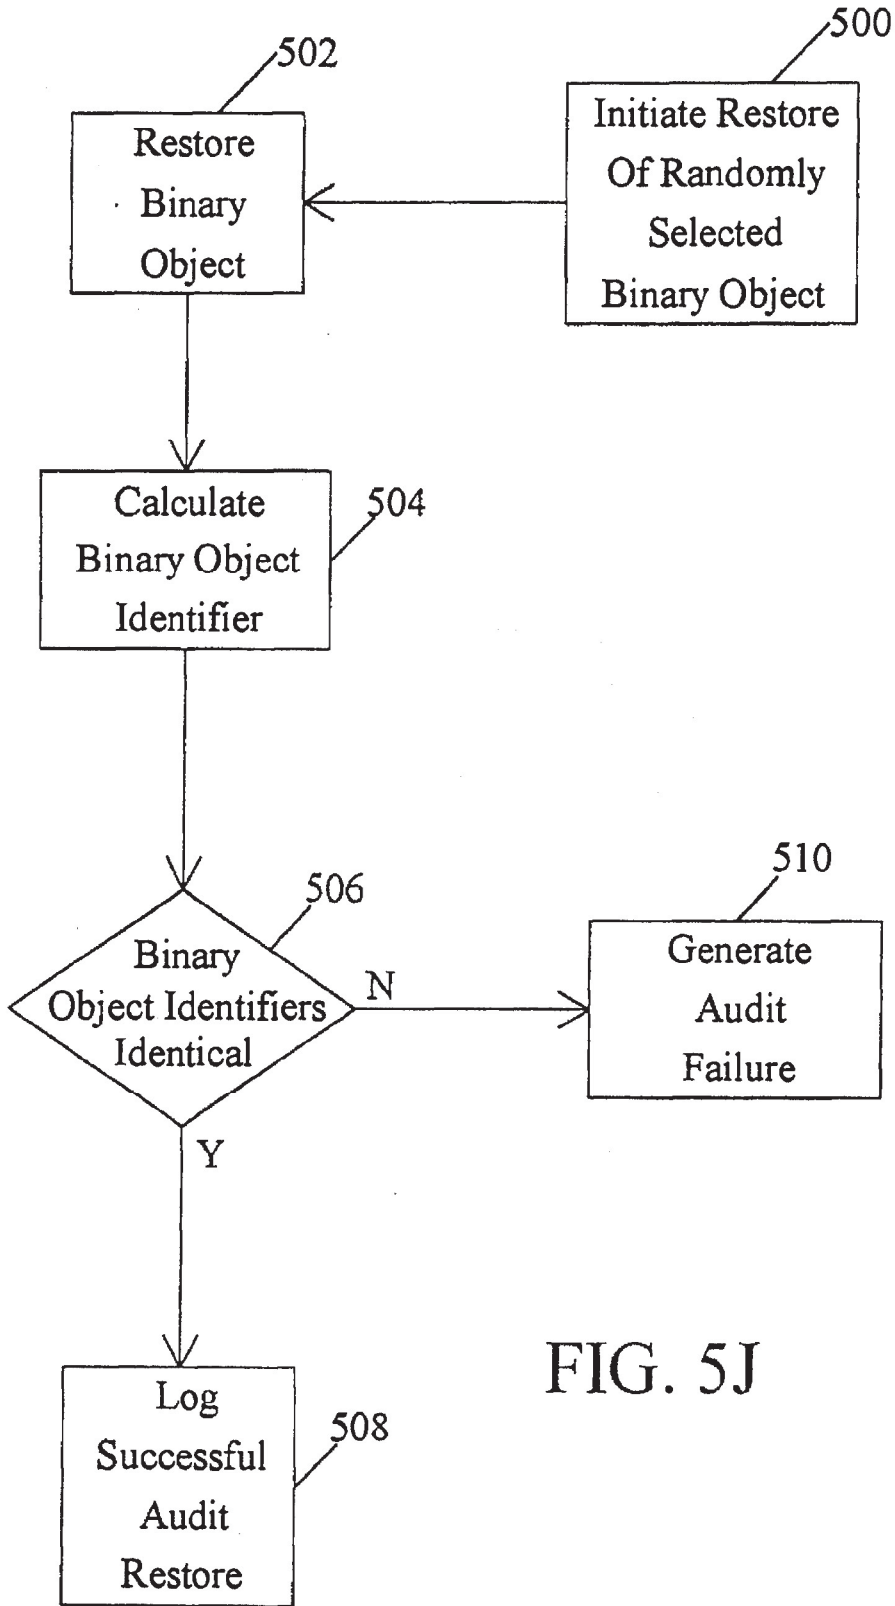 500
Initiate Restore
Of Randomly
Selected
Binary Object
502
Restore
Binary
Object
504
Calculate
Binary Object
Identifier
506
Binary
Object Identifiers
Identical
N
510
Generate
Audit
Failure
Y
508
Log
Successful
Audit
Restore
FIG. 5J